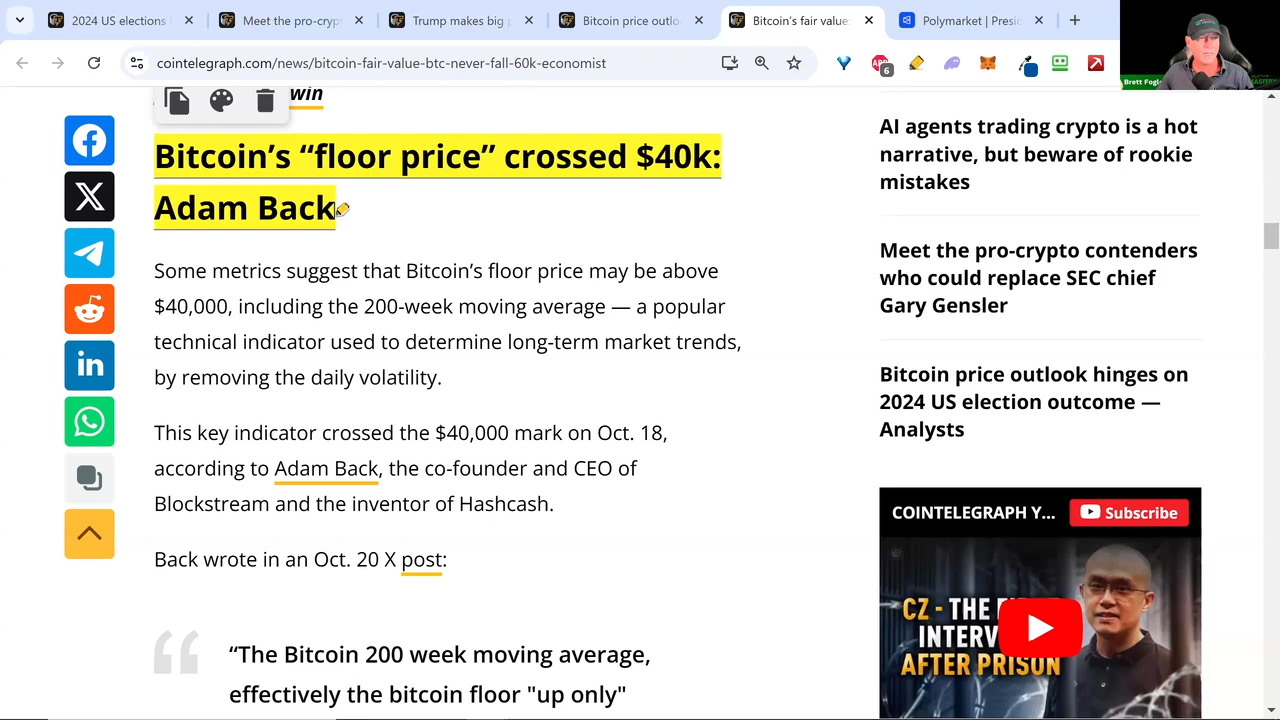 2024 US elections
Meet the pro-crypt
Trump makes big
Bitcoin price outlo
Bitcoin's fair value
Polymarket | Presi
cointelegraph.com/news/bitcoin-fair-value-btc-never-fall-60k-economist
6
Brett Fogl
win
Bitcoin's “floor price” crossed $40k:
Adam Back
Some metrics suggest that Bitcoin's floor price may be above
$40,000, including the 200-week moving average — a popular
technical indicator used to determine long-term market trends,
by removing the daily volatility.
This key indicator crossed the $40,000 mark on Oct. 18,
according to Adam Back, the co-founder and CEO of
Blockstream and the inventor of Hashcash.
Back wrote in an Oct. 20 X post:
“The Bitcoin 200 week moving average,
effectively the bitcoin floor "up only"
AI agents trading crypto is a hot
narrative, but beware of rookie
mistakes
Meet the pro-crypto contenders
who could replace SEC chief
Gary Gensler
Bitcoin price outlook hinges on
2024 US election outcome —
Analysts
COINTELEGRAPH Y...
Subscribe
CZ - THE
INTERV
AFTER PRISON